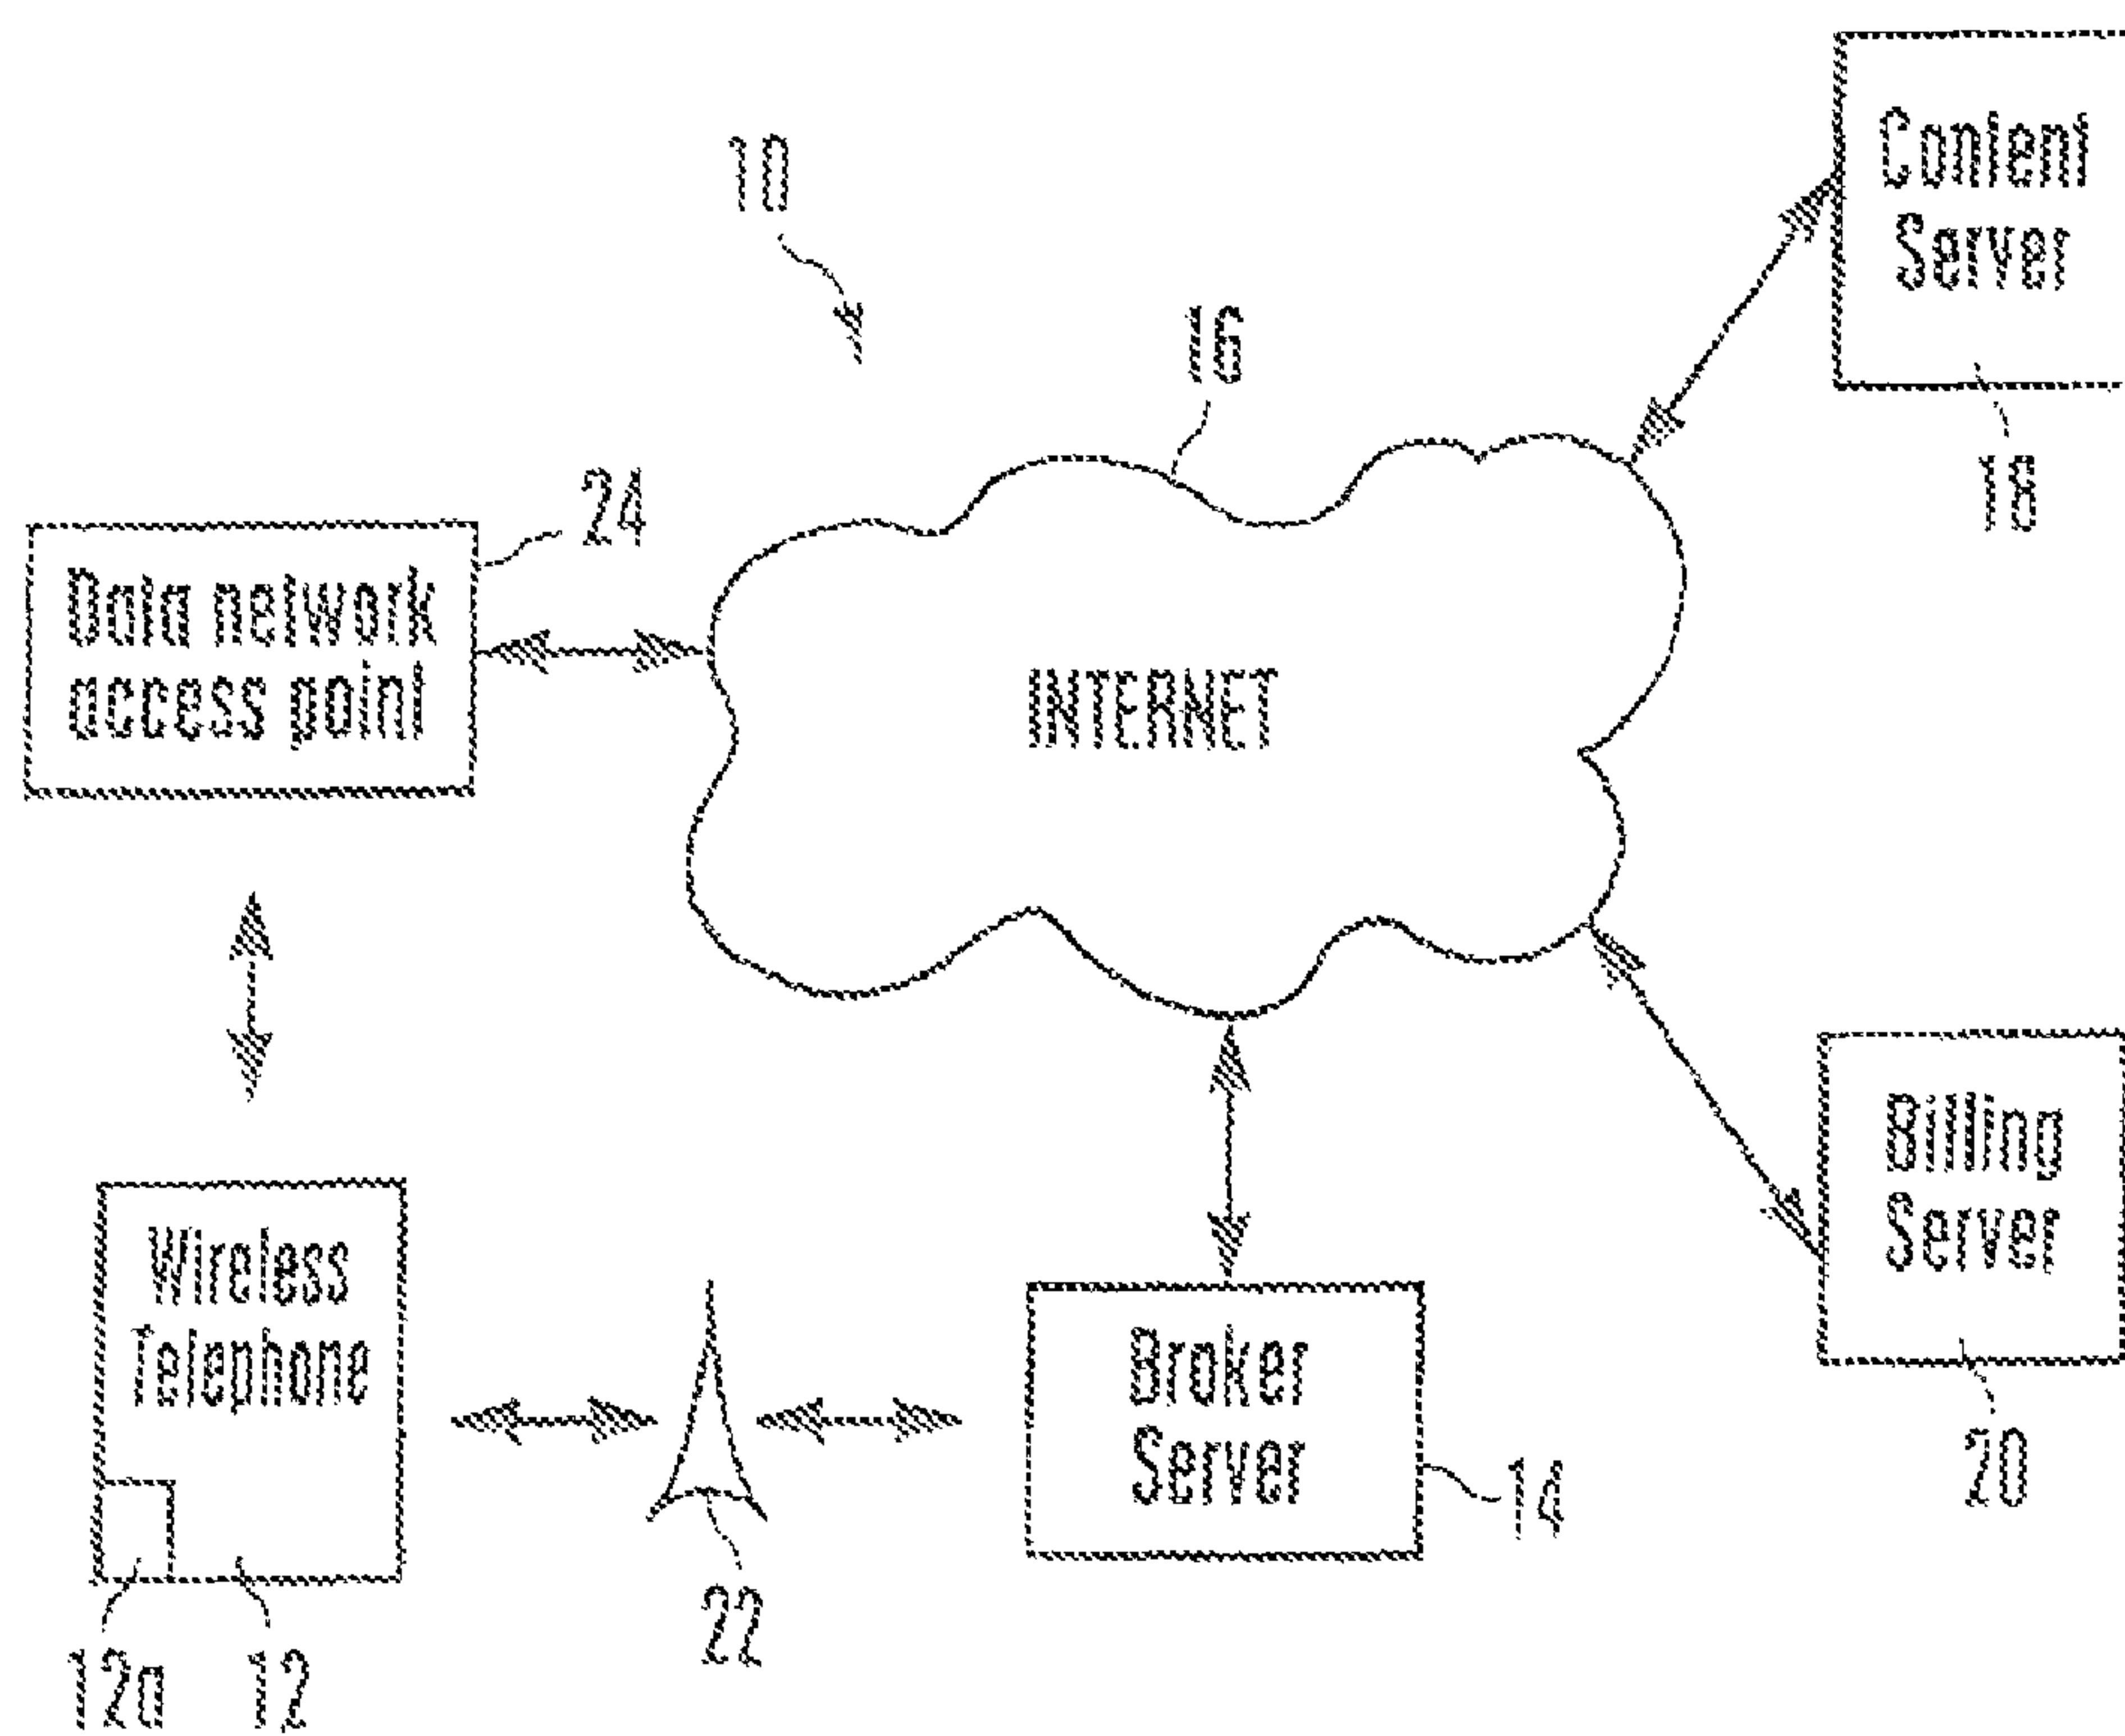 10
Content
Server
16
18
24
Data network
access point
INTERNET
Billing
Server
20
Wireless
Telephone
Broker
Server
14
22
12a
12